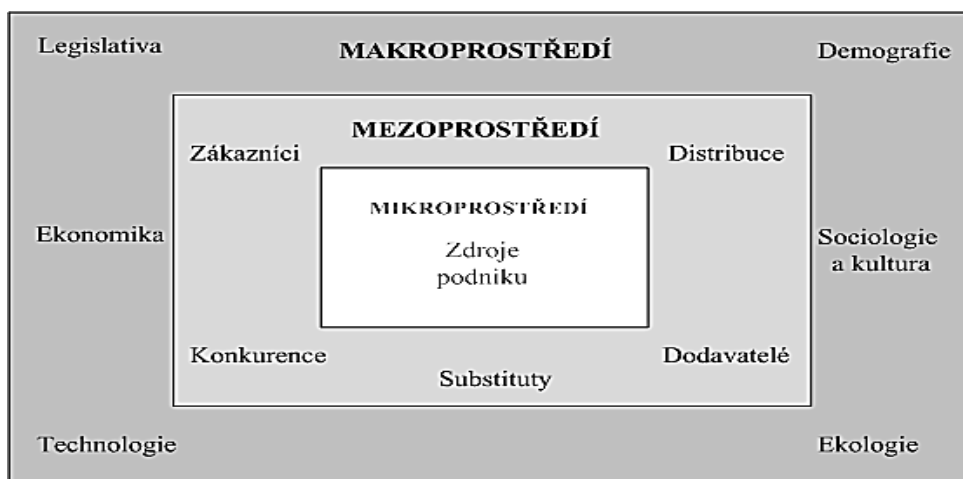 Legislativa
MAKROPROSTŘEDÍ
Demografie
MEZOPROSTŘEDÍ
Zákazníci
Distribuce
MIKROPROSTŘEDÍ
Zdroje
podniku
Ekonomika
Sociologie
a kultura
Konkurence
Substituty
Dodavatelé
Technologie
Ekologie